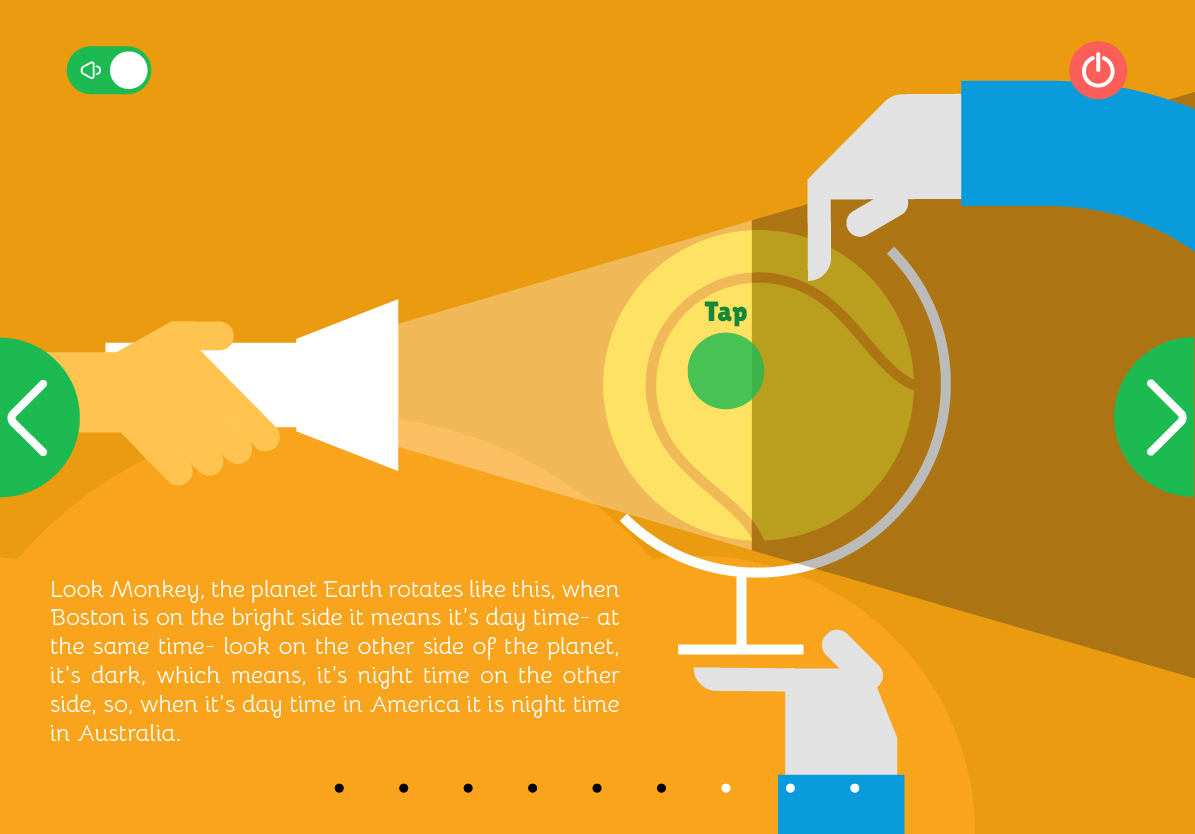 Tap
Look Monkey, the planet Earth rotates like this, when
Boston is on the bright side it means it's day time- at
the same time- look on the other side of the planet,
it's dark, which means, it's night time on the other
side, so, when it's day time in America it is night time
in Australia.